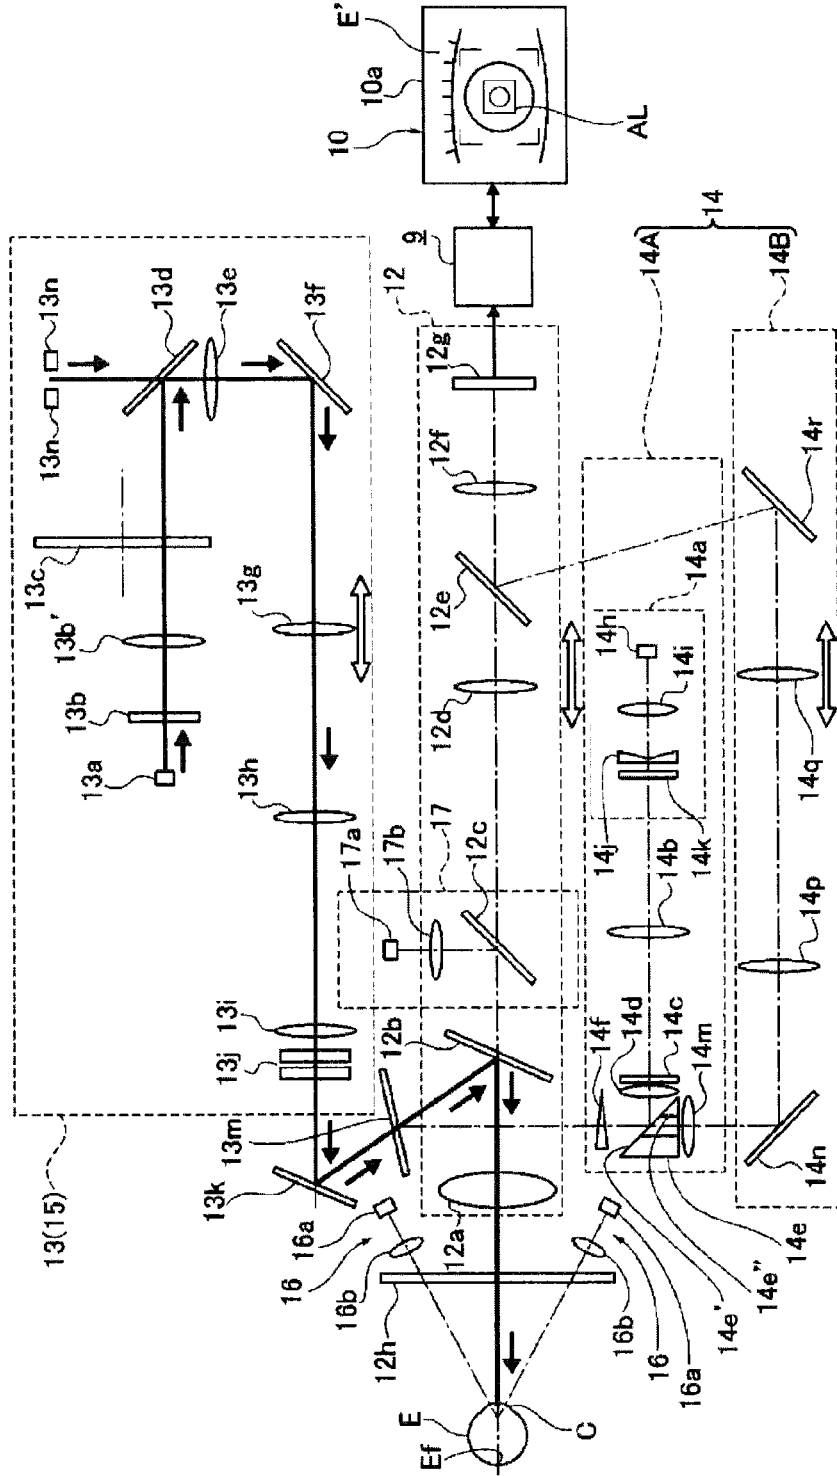 13(15)
13a
13b
13b'
13c
13n
13n
13d
13e
13f
13j
13i
13h
13g
13k
16a
16
16b
12h
13m
12b
17a
17b
17
12c
12a
12d
12e
12f
12g
12
9
10
10a
E'
AL
E
Ef
C
16b
16
16a
14e'
14e''
14e
14f
14d
14c
14m
14b
14j
14k
14i
14h
14a
14A
14
14B
14n
14p
14q
14r